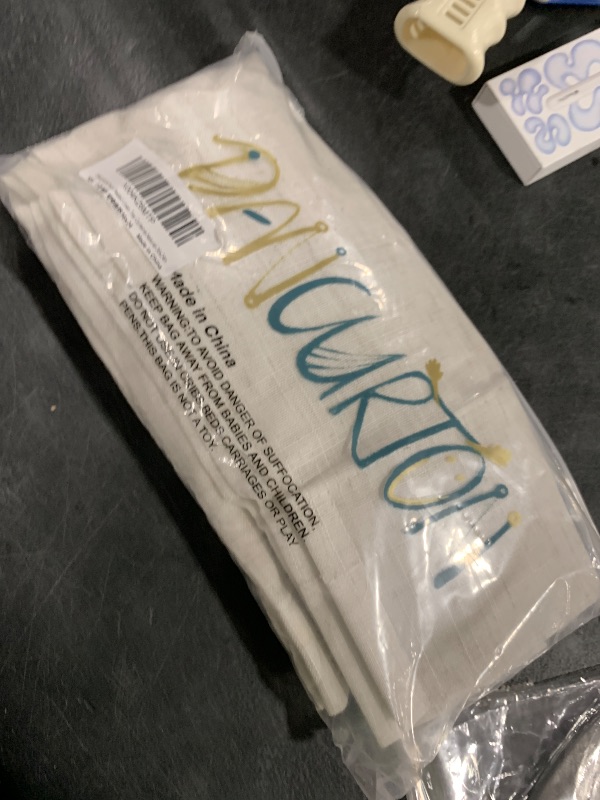 DANCURTON
Made in China
WARNING:TO AVOID DANGER OF SUFFOCATION,
KEEP BAG AWAY FROM BABIES AND CHILDREN
DO NOT USE IN CRIBS,BEDS,CARRIAGES OR PLAY
PENS.THIS BAG IS NOT A TOY.